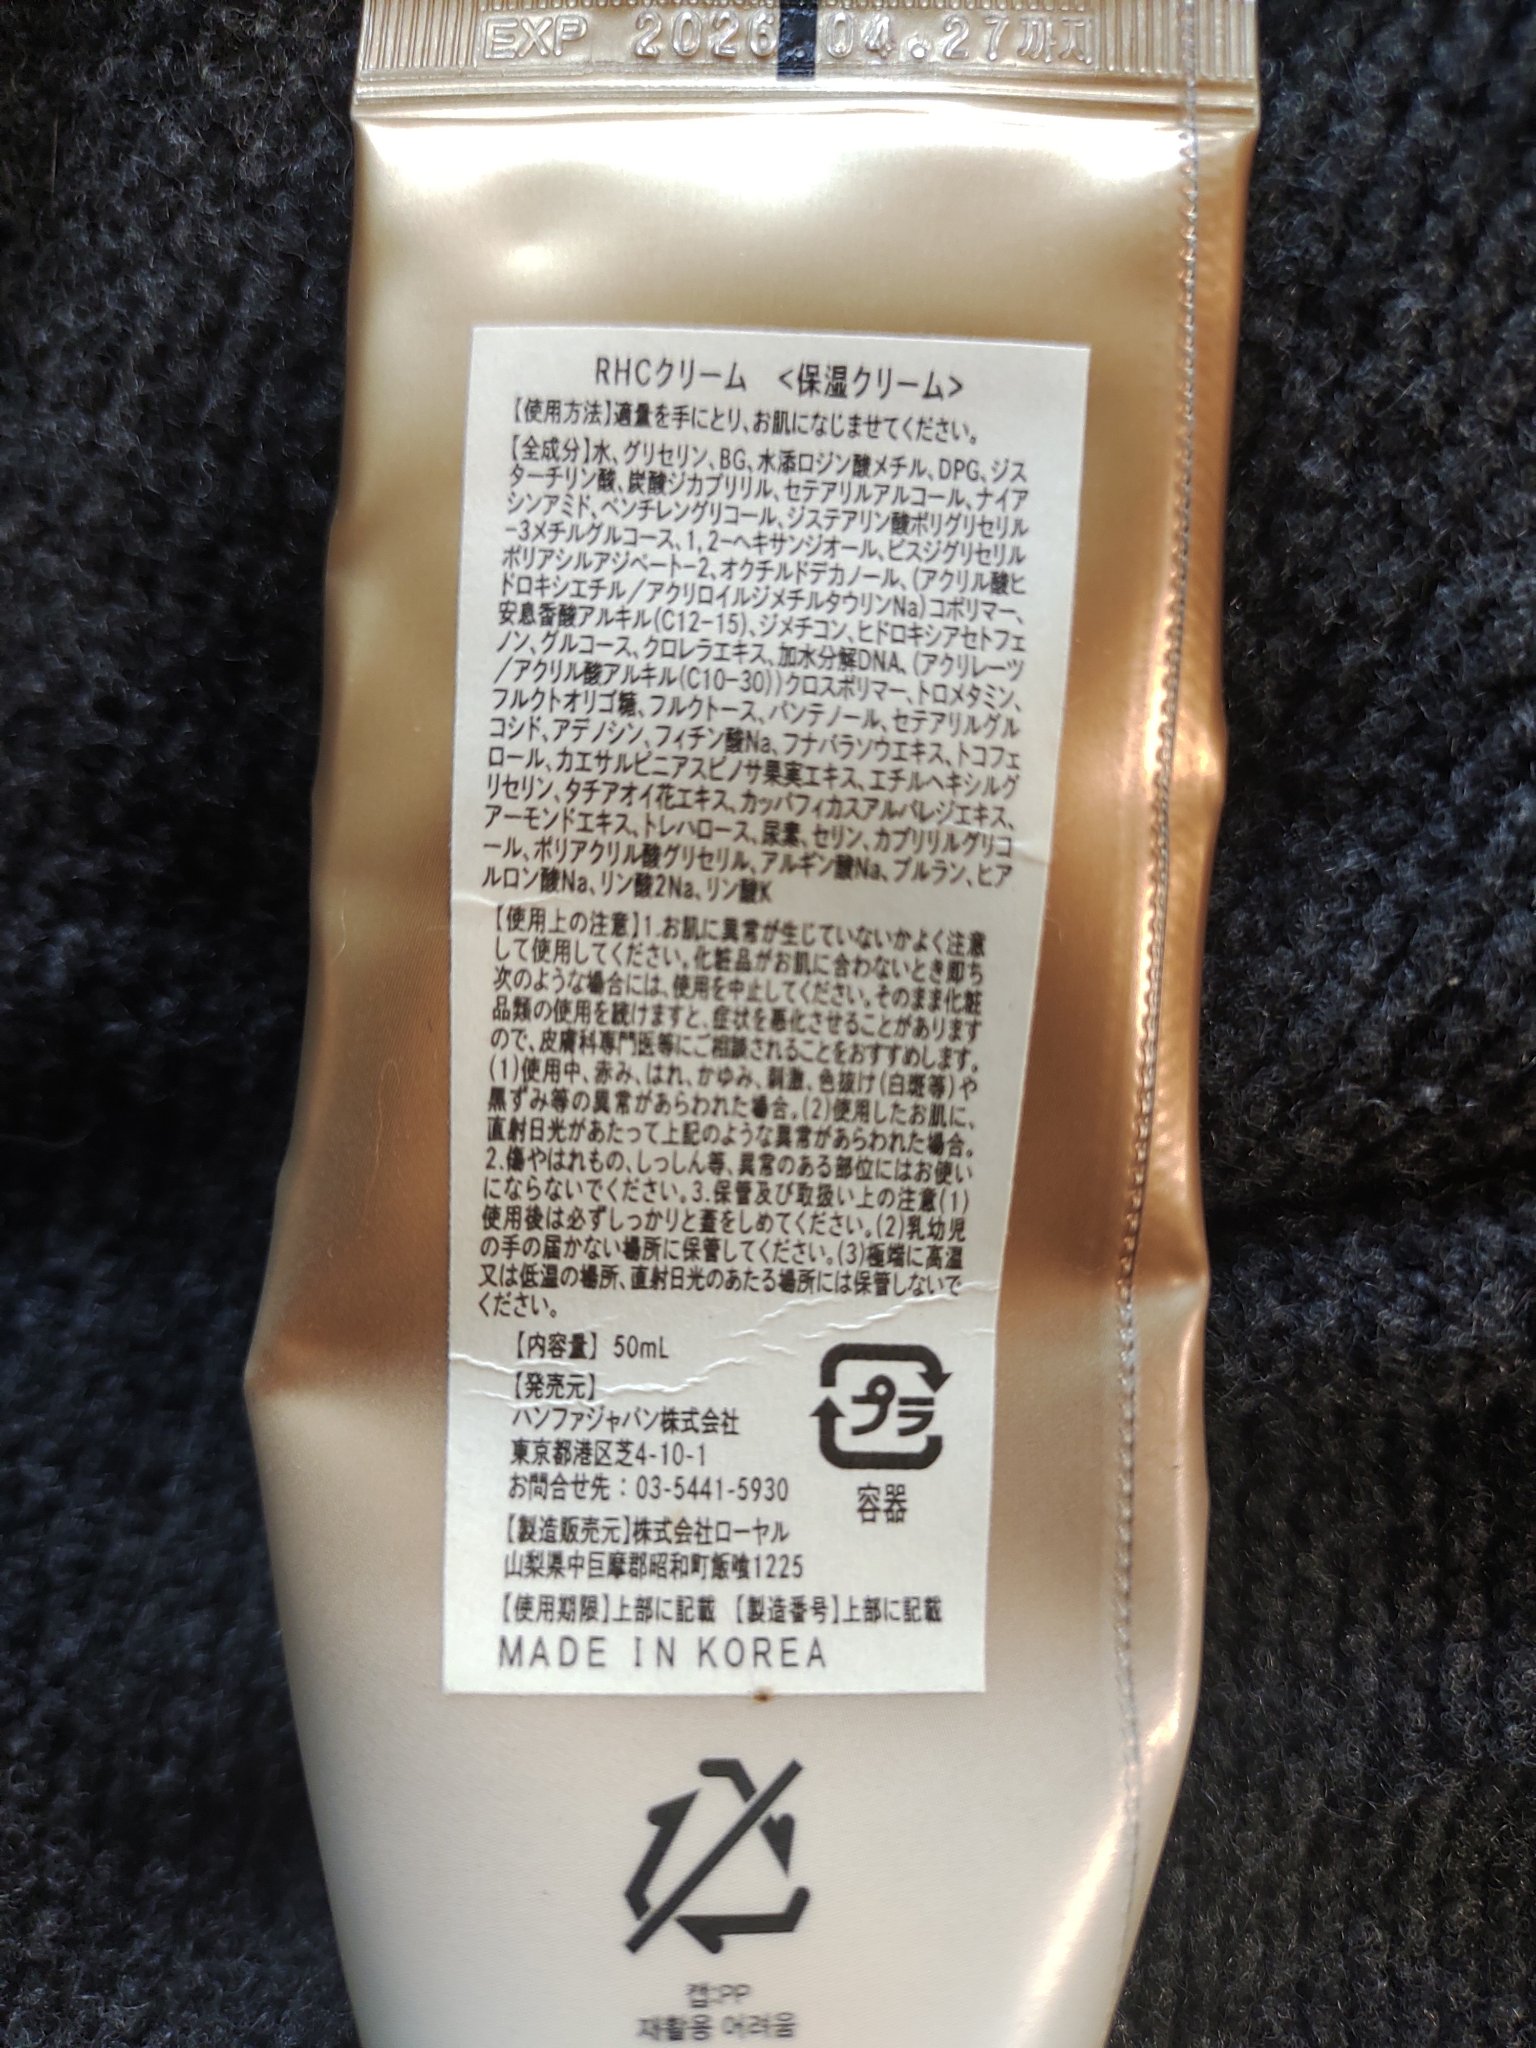 EXP 2026.04.27까지
RHCクリーム <保湿クリーム>
【使用方法】適量を手にとり、お肌になじませてください。
【全成分】水、グリセリン、BG、水添ロジン酸メチル、DPG、ジス
ターチリン酸、炭酸ジカプリリル、セテアリルアルコール、ナイア
シンアミド、ペンチレングリコール、ジステアリン酸ポリグリセリル
-3メチルグルコース、1,2-ヘキサンジオール、ビスジグリセリル
ポリアシルアジペート-2、オクチルドデカノール、(アクリル酸ヒ
ドロキシエチル/アクリロイルジメチルタウリンNa)コポリマー、
安息香酸アルキル(C12-15)、ジメチコン、ヒドロキシアセトフェ
ノン、グルコース、クロレラエキス、加水分解DNA、(アクリレーツ
/アクリル酸アルキル(C10-30))クロスポリマー、トロメタミン、
フルクトオリゴ糖、フルクトース、パンテノール、セテアリルグル
コシド、アデノシン、フィチン酸Na、フナバラソウエキス、トコフェ
ロール、カエサルピニアスピノサ果実エキス、エチルヘキシルグ
リセリン、タチアオイ花エキス、カッパフィカスアルバレジエキス、
アーモンドエキス、トレハロース、尿素、セリン、カプリリルグリコ
ール、ポリアクリル酸グリセリル、アルギン酸Na、プルラン、ヒア
ルロン酸Na、リン酸2Na、リン酸K
【使用上の注意】1.お肌に異常が生じていないかよく注意
して使用してください。化粧品がお肌に合わないとき即ち
次のような場合には、使用を中止してください。そのまま化粧
品類の使用を続けますと、症状を悪化させることがあります
ので、皮膚科専門医等にご相談されることをおすすめします。
(1)使用中、赤み、はれ、かゆみ、刺激、色抜け(白斑等)や
黒ずみ等の異常があらわれた場合。(2)使用したお肌に、
直射日光があたって上記のような異常があらわれた場合。
2.傷やはれもの、しっしん等、異常のある部位にはお使い
にならないでください。3.保管及び取扱い上の注意(1)
使用後は必ずしっかりと蓋をしめてください。(2)乳幼児
の手の届かない場所に保管してください。(3)極端に高温
又は低温の場所、直射日光のあたる場所には保管しないで
ください。
【内容量】 50mL
【発売元】
ハンファジャパン株式会社
東京都港区芝4-10-1
お問合せ先：03-5441-5930
プラ
容器
【製造販売元】株式会社ローヤル
山梨県中巨摩郡昭和町飯喰1225
【使用期限】上部に記載 【製造番号】上部に記載
MADE IN KOREA
캡:PP
재활용 어려움